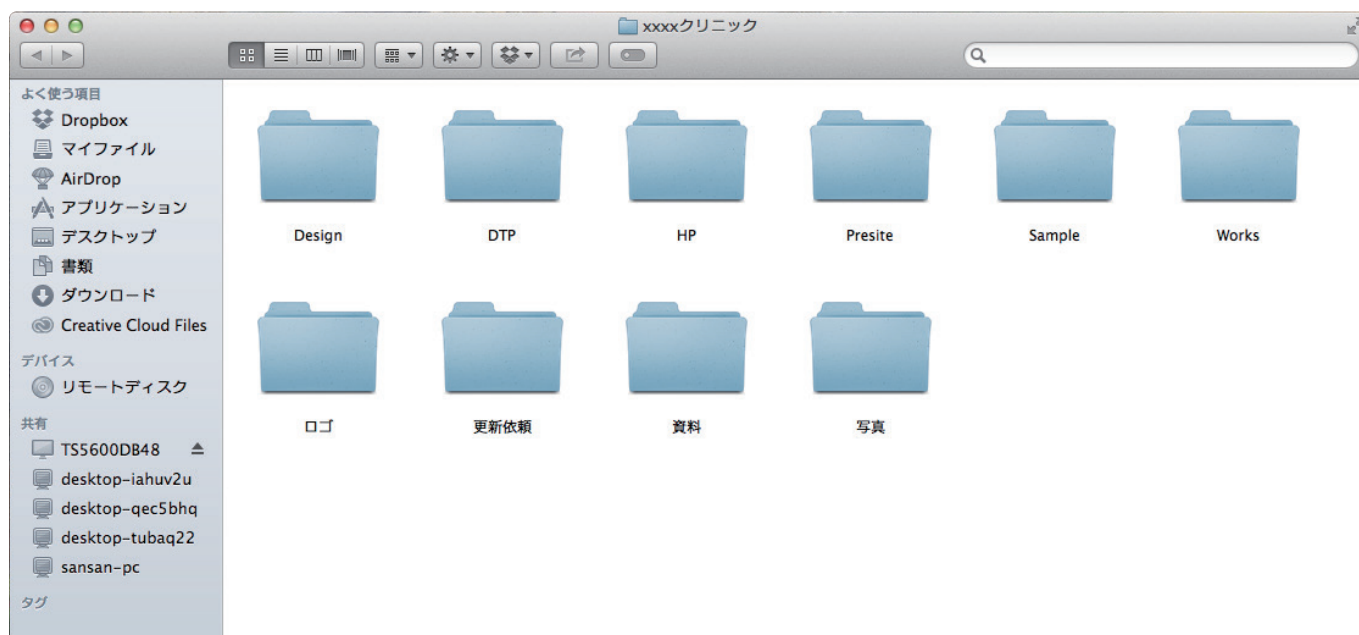 xxxxクリニック
よく使う項目
Dropbox
マイファイル
AirDrop
アプリケーション
デスクトップ
書類
ダウンロード
Creative Cloud Files
デバイス
リモートディスク
共有
TS5600DB48
desktop-iahuv2u
desktop-qec5bhq
desktop-tubaq22
sansan-pc
タグ
Design DTP HP Presite Sample Works
ロゴ 更新依頼 資料 写真